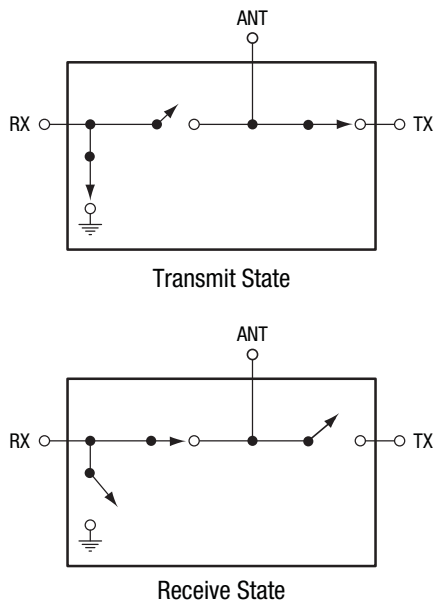 ANT
RX
TX
Transmit State
ANT
RX
TX
Receive State